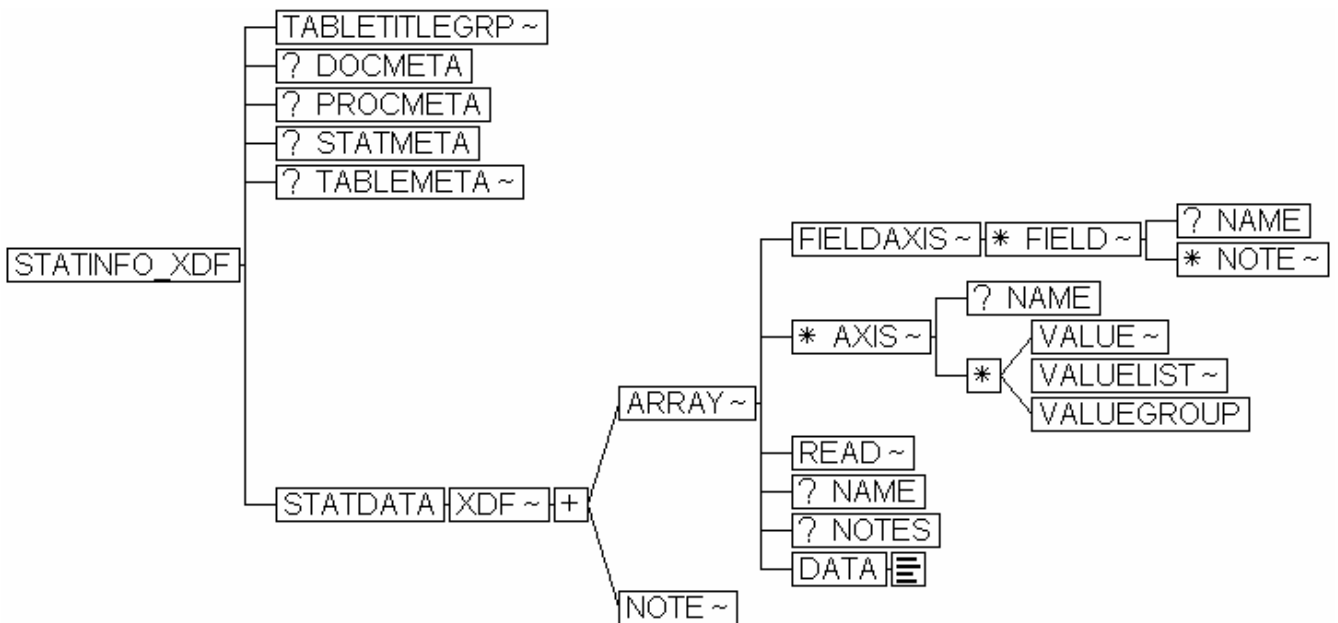 TABLETITLEGRP ~
? DOCMETA
? PROCMETA
? STATMETA
? TABLEMETA ~
STATINFO_XDF
STATDATA
XDF ~
+
ARRAY ~
FIELDAXIS ~
* FIELD ~
? NAME
* NOTE ~
* AXIS ~
? NAME
*
VALUE ~
VALUELIST ~
VALUEGROUP
READ ~
? NAME
? NOTES
DATA
NOTE ~